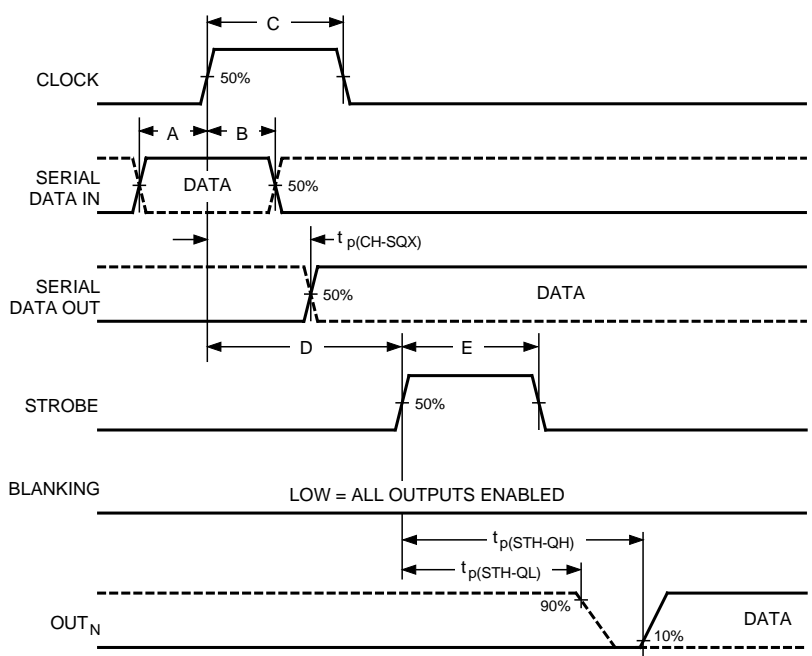 C
CLOCK
50%
A
B
SERIAL
DATA IN
DATA
50%
t p(CH-SQX)
SERIAL
DATA OUT
50%
DATA
D
E
STROBE
50%
BLANKING
LOW = ALL OUTPUTS ENABLED
t p(STH-QH)
t p(STH-QL)
90%
DATA
OUT N
10%